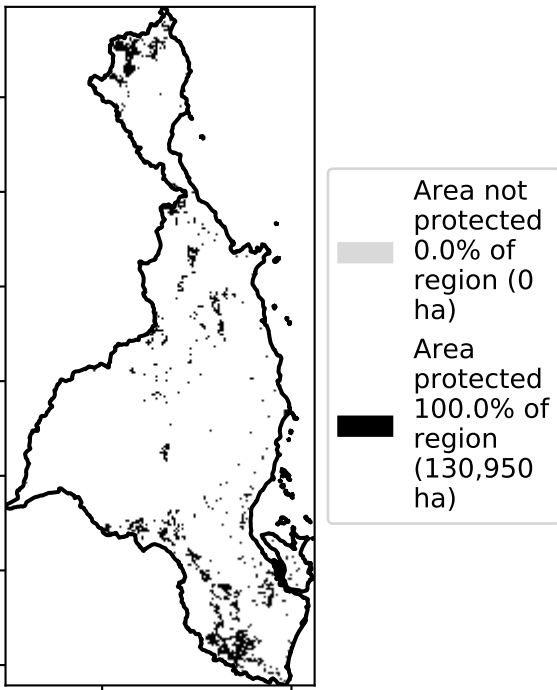 Area not
protected
0.0% of
region (0
ha)
Area
protected
100.0% of
region
(130,950
ha)